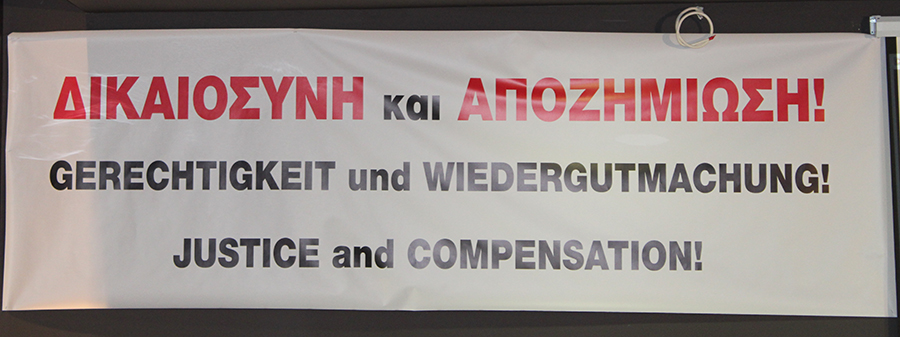 ΔΙΚΑΙΟΣΥΝΗ και ΑΠΟΖΗΜΙΩΣΗ!
GERECHTIGKEIT und WIEDERGUTMACHUNG!
JUSTICE and COMPENSATION!